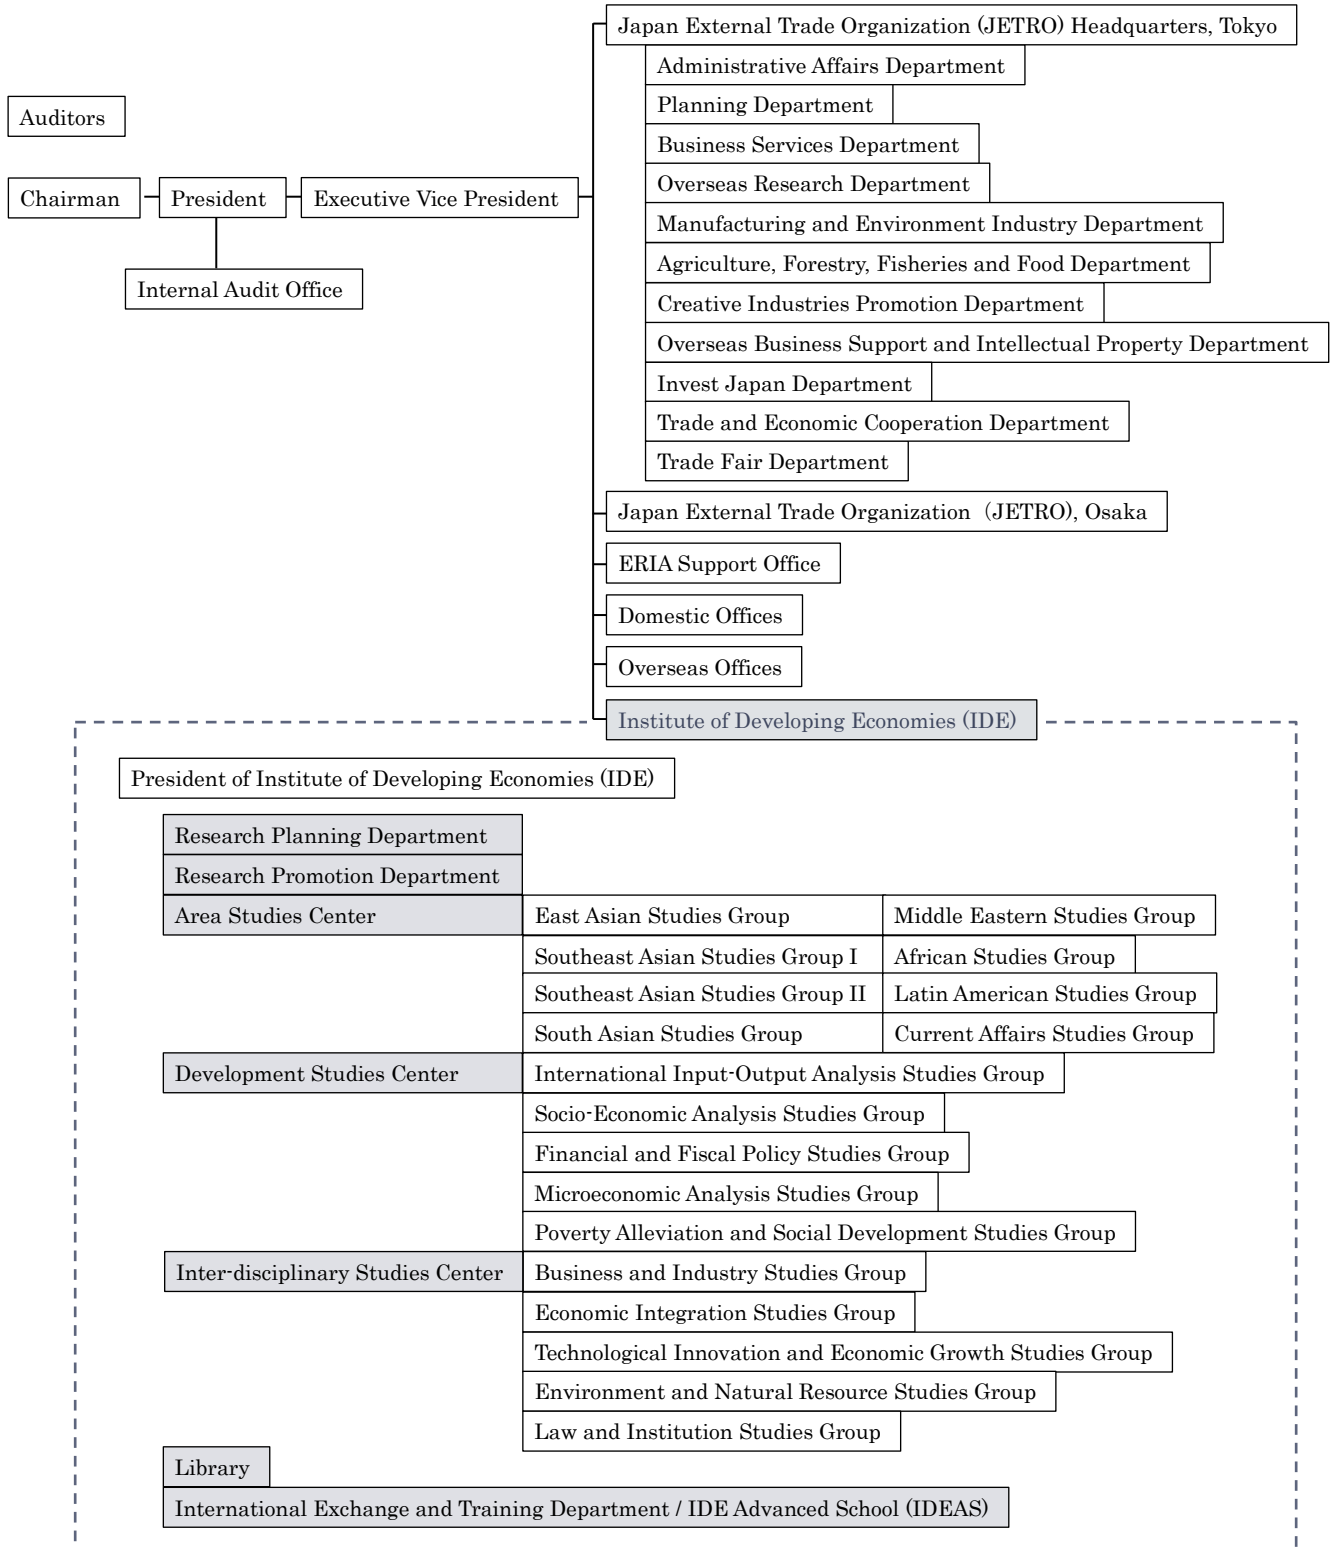 Japan External Trade Organization (JETRO) Headquarters, Tokyo
Administrative Affairs Department
Planning Department
Business Services Department
Overseas Research Department
Manufacturing and Environment Industry Department
Agriculture, Forestry, Fisheries and Food Department
Creative Industries Promotion Department
Overseas Business Support and Intellectual Property Department
Invest Japan Department
Trade and Economic Cooperation Department
Trade Fair Department
Auditors
Chairman
President
Executive Vice President
Internal Audit Office
Japan External Trade Organization（JETRO), Osaka
ERIA Support Office
Domestic Offices
Overseas Offices
Institute of Developing Economies (IDE)
President of Institute of Developing Economies (IDE)
Research Planning Department
Research Promotion Department
Area Studies Center
East Asian Studies Group
Middle Eastern Studies Group
Southeast Asian Studies Group I
African Studies Group
Southeast Asian Studies Group II
Latin American Studies Group
South Asian Studies Group
Current Affairs Studies Group
Development Studies Center
International Input-Output Analysis Studies Group
Socio-Economic Analysis Studies Group
Financial and Fiscal Policy Studies Group
Microeconomic Analysis Studies Group
Poverty Alleviation and Social Development Studies Group
Inter-disciplinary Studies Center
Business and Industry Studies Group
Economic Integration Studies Group
Technological Innovation and Economic Growth Studies Group
Environment and Natural Resource Studies Group
Law and Institution Studies Group
Library
International Exchange and Training Department / IDE Advanced School (IDEAS)